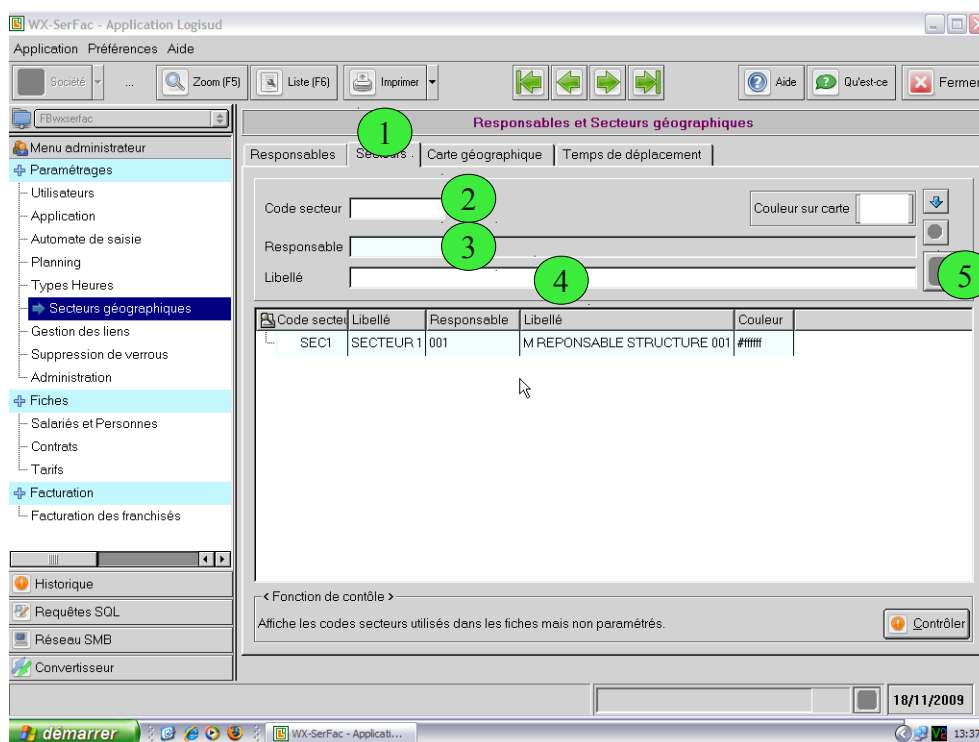 WX-SerFac - Application Logisud
Application Préférences Aide
Société ... Zoom (F5) Liste (F6) Imprimer Aide Qu'est-ce Fermer
FBwxserfac
Responsables et Secteurs géographiques
1
Menu administrateur
Paramétrages
Utilisateurs
Application
Automate de saisie
Planning
Types Heures
Secteurs géographiques
Gestion des liens
Suppression de verrous
Administration
Fiches
Salariés et Personnes
Contrats
Tarifs
Facturation
Facturation des franchisés
Historique
Requêtes SQL
Réseau SMB
Convertisseur
Responsables Secteurs Carte géographique Temps de déplacement
Code secteur 2 Couleur sur carte
Responsable 3
Libellé 4 5
Code secteu Libellé Responsable Libellé Couleur
SEC1 SECTEUR 1 001 M REPONSABLE STRUCTURE 001 #ffffff
< Fonction de contôle >
Affiche les codes secteurs utilisés dans les fiches mais non paramétrés. Contrôler
18/11/2009
démarrer WX-SerFac - Applicati...